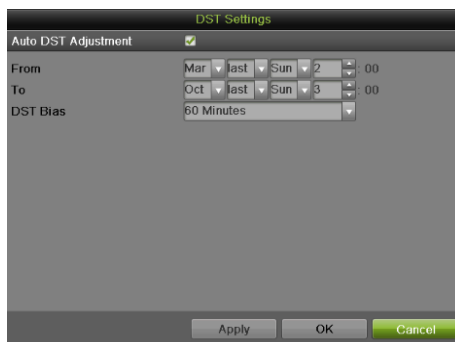 DST Settings
Auto DST Adjustment
From Mar last Sun 2 : 00
To Oct last Sun 3 : 00
DST Bias 60 Minutes
Apply OK Cancel